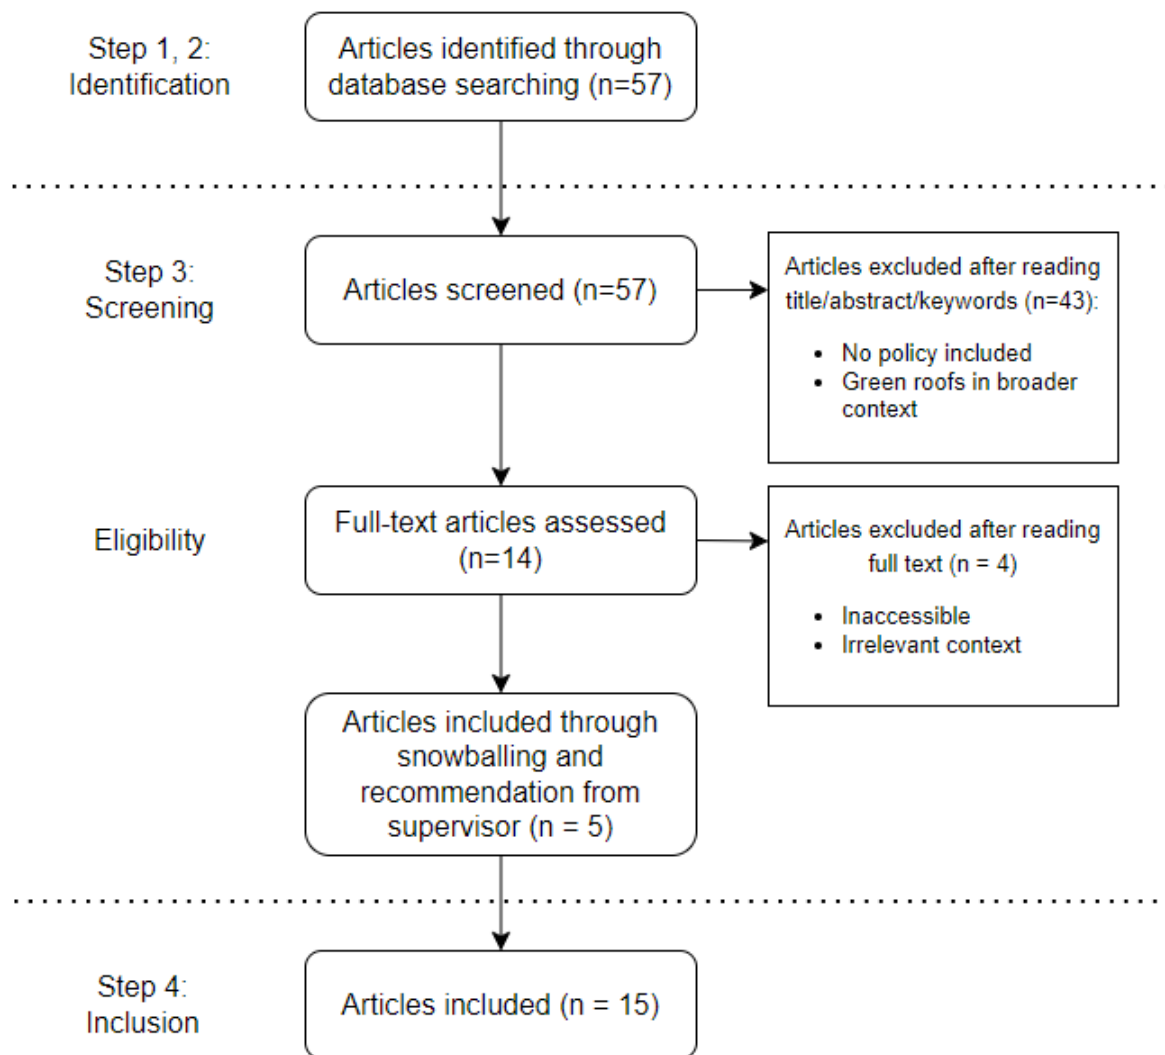 Step 1, 2:
Identification
Articles identified through
database searching (n=57)
Step 3:
Screening
Articles screened (n=57)
Articles excluded after reading
title/abstract/keywords (n=43):
• No policy included
• Green roofs in broader
context
Eligibility
Full-text articles assessed
(n=14)
Articles excluded after reading
full text (n = 4)
• Inaccessible
• Irrelevant context
Articles included through
snowballing and
recommendation from
supervisor (n = 5)
Step 4:
Inclusion
Articles included (n = 15)